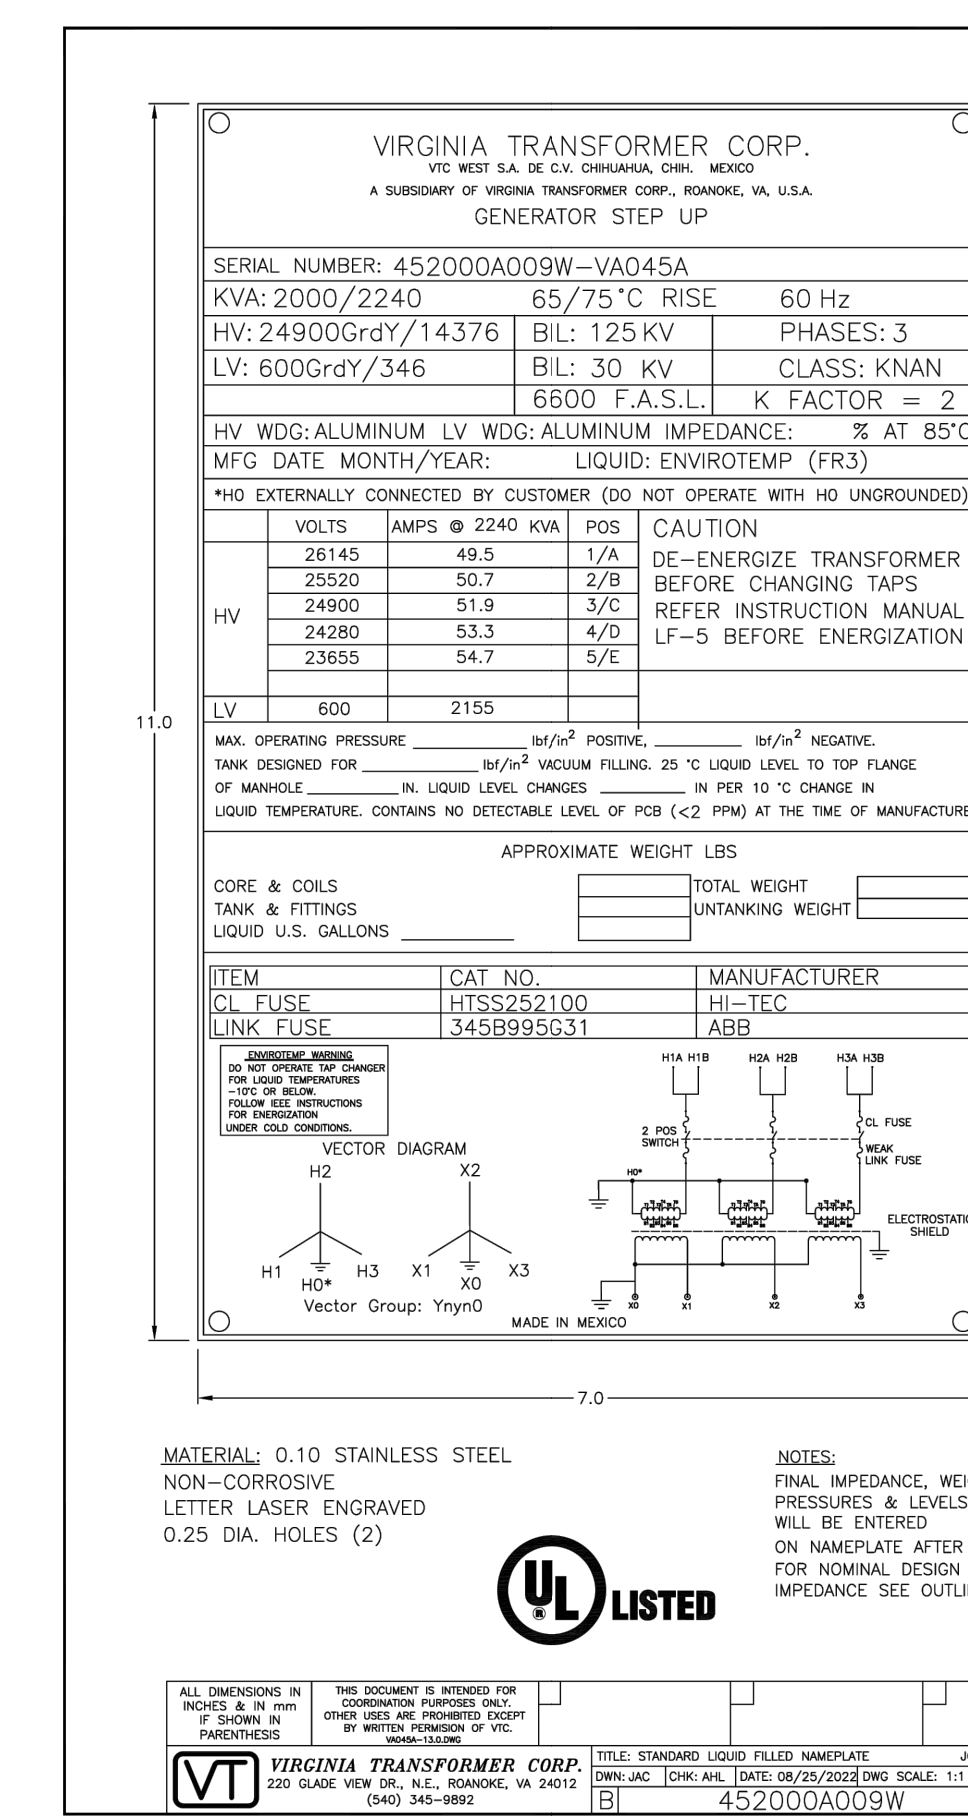 VIRGINIA TRANSFORMER CORP.
VTC WEST S.A. DE C.V. CHIHUAHUA, CHIH. MEXICO
A SUBSIDIARY OF VIRGINIA TRANSFORMER CORP., ROANOKE, VA, U.S.A.
GENERATOR STEP UP
SERIAL NUMBER: 452000A009W-VA045A
KVA: 2000/2240 65/75°C RISE 60 Hz
HV: 24900GrdY/14376 BIL: 125 KV PHASES: 3
LV: 600GrdY/346 BIL: 30 KV CLASS: KNAN
6600 F.A.S.L. K FACTOR = 2
HV WDG: ALUMINUM LV WDG: ALUMINUM IMPEDANCE: % AT 85°C
MFG DATE MONTH/YEAR: LIQUID: ENVIROTEMP (FR3)
*H0 EXTERNALLY CONNECTED BY CUSTOMER (DO NOT OPERATE WITH H0 UNGROUNDED)
VOLTS AMPS @ 2240 KVA POS
HV
26145 49.5 1/A
25520 50.7 2/B
24900 51.9 3/C
24280 53.3 4/D
23655 54.7 5/E
LV 600 2155
CAUTION
DE-ENERGIZE TRANSFORMER
BEFORE CHANGING TAPS
REFER INSTRUCTION MANUAL
LF-5 BEFORE ENERGIZATION
11.0
MAX. OPERATING PRESSURE ____ lbf/in² POSITIVE, ____ lbf/in² NEGATIVE.
TANK DESIGNED FOR ____ lbf/in² VACUUM FILLING. 25 °C LIQUID LEVEL TO TOP FLANGE
OF MANHOLE ____ IN. LIQUID LEVEL CHANGES ____ IN PER 10 °C CHANGE IN
LIQUID TEMPERATURE. CONTAINS NO DETECTABLE LEVEL OF PCB (<2 PPM) AT THE TIME OF MANUFACTURE
APPROXIMATE WEIGHT LBS
CORE & COILS TOTAL WEIGHT
TANK & FITTINGS UNTANKING WEIGHT
LIQUID U.S. GALLONS ____
ITEM CAT NO. MANUFACTURER
CL FUSE HTSS252100 HI-TEC
LINK FUSE 345B995G31 ABB
ENVIROTEMP WARNING
DO NOT OPERATE TAP CHANGER
FOR LIQUID TEMPERATURES
-10°C OR BELOW.
FOLLOW IEEE INSTRUCTIONS
FOR ENERGIZATION
UNDER COLD CONDITIONS.
VECTOR DIAGRAM
H2 X2
H1 H3 X1 X3
H0* X0
Vector Group: Ynyn0
H1A H1B H2A H2B H3A H3B
CL FUSE
2 POS
SWITCH
WEAK
LINK FUSE
H0*
ELECTROSTATIC
SHIELD
X0 X1 X2 X3
MADE IN MEXICO
7.0
MATERIAL: 0.10 STAINLESS STEEL
NON-CORROSIVE
LETTER LASER ENGRAVED
0.25 DIA. HOLES (2)
NOTES:
FINAL IMPEDANCE, WEI
PRESSURES & LEVELS
WILL BE ENTERED
ON NAMEPLATE AFTER
FOR NOMINAL DESIGN
IMPEDANCE SEE OUTLI
UL ® LISTED
ALL DIMENSIONS IN
INCHES & IN mm
IF SHOWN IN
PARENTHESIS
THIS DOCUMENT IS INTENDED FOR
COORDINATION PURPOSES ONLY.
OTHER USES ARE PROHIBITED EXCEPT
BY WRITTEN PERMISION OF VTC.
VA045A-13.0.DWG
VT
VIRGINIA TRANSFORMER CORP.
220 GLADE VIEW DR., N.E., ROANOKE, VA 24012
(540) 345-9892
TITLE: STANDARD LIQUID FILLED NAMEPLATE
DWN: JAC CHK: AHL DATE: 08/25/2022 DWG SCALE: 1:1
B 452000A009W